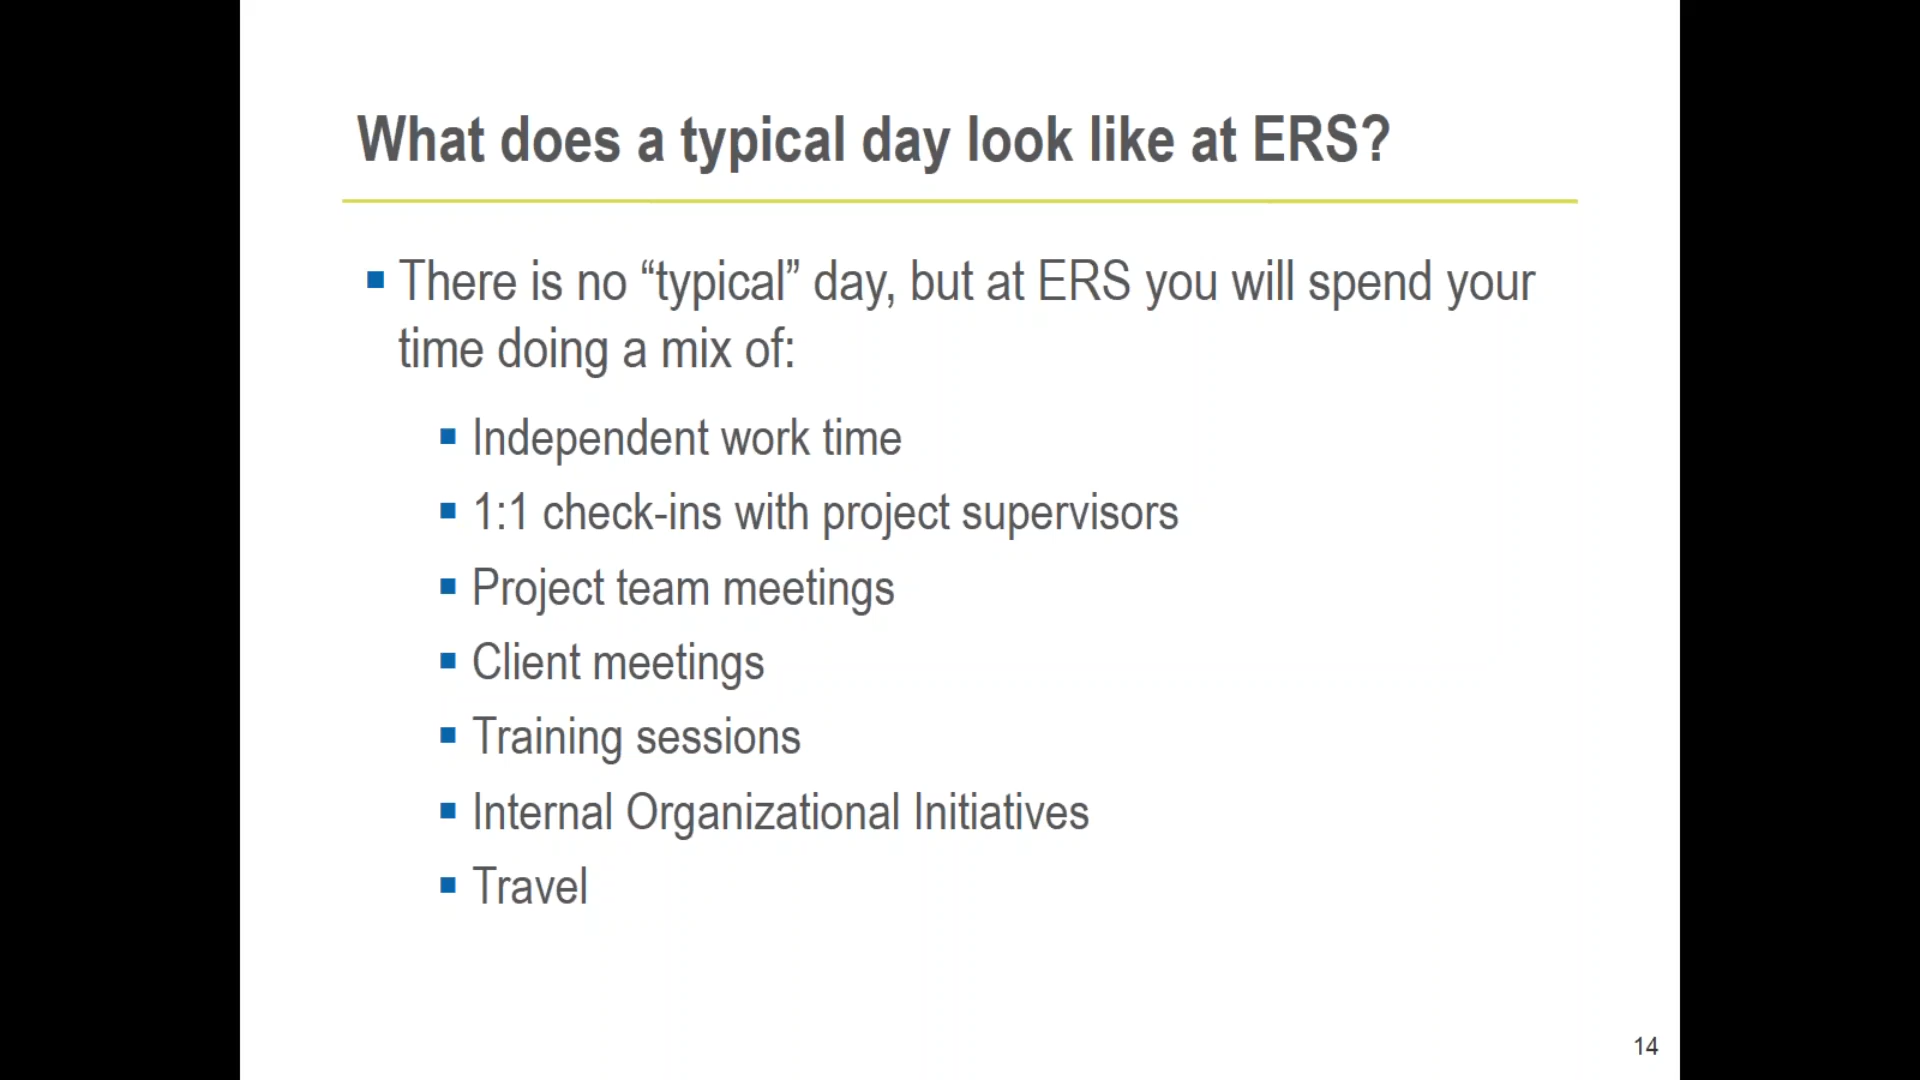 What does a typical day look like at ERS?
There is no “typical” day, but at ERS you will spend your
time doing a mix of:
Independent work time
1:1 check-ins with project supervisors
Project team meetings
Client meetings
Training sessions
Internal Organizational Initiatives
Travel
14